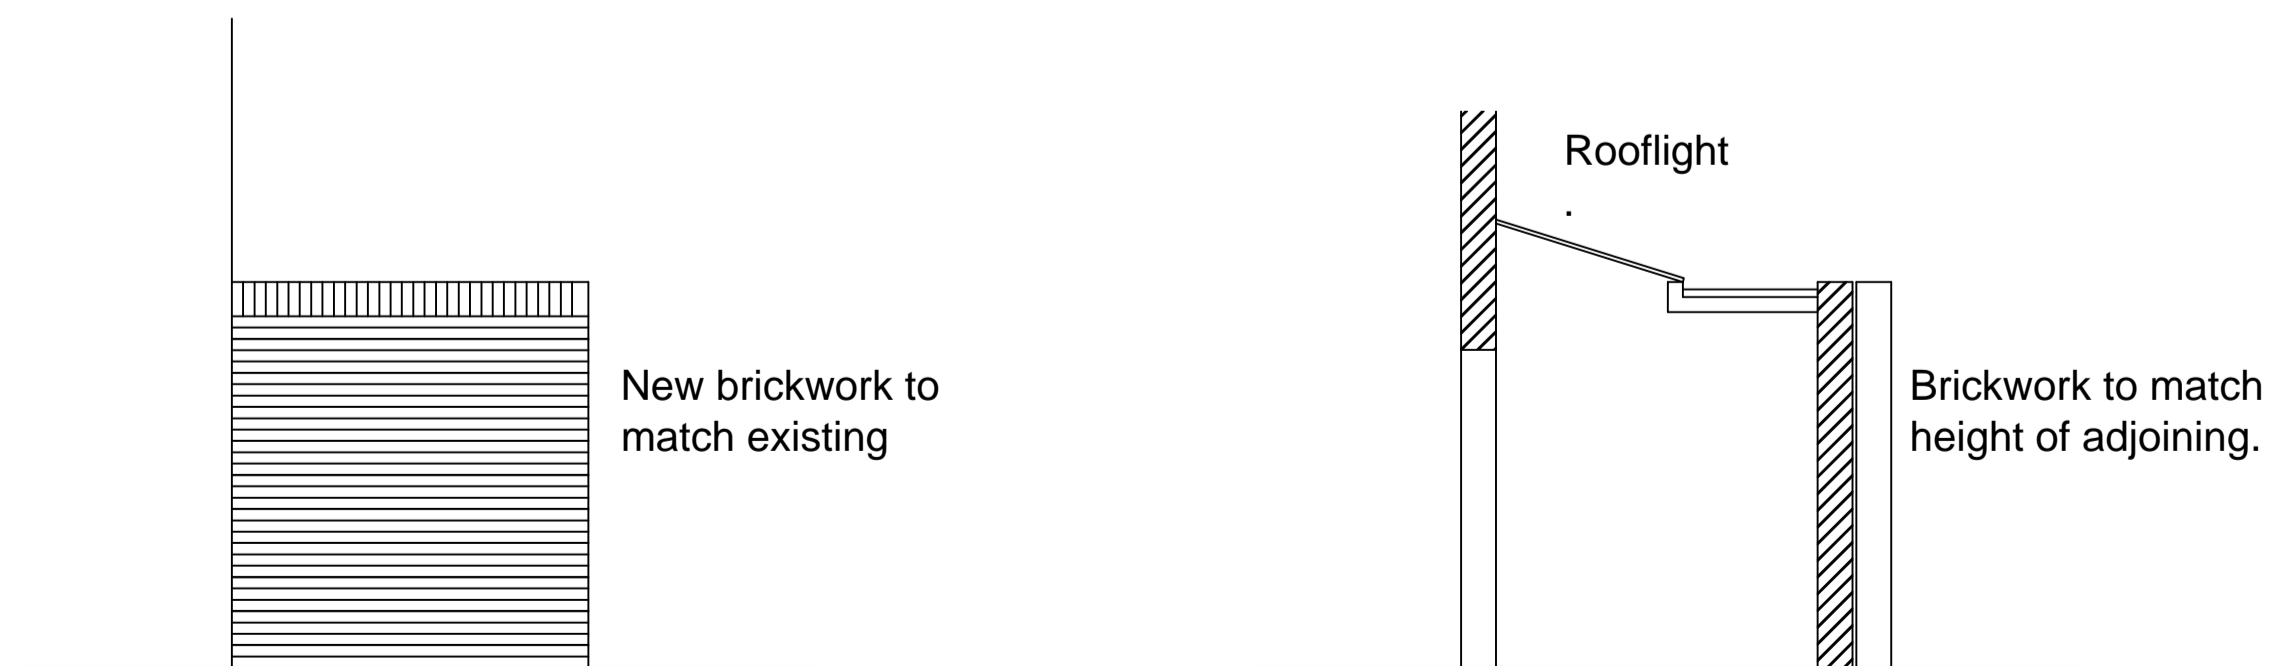 Rooflight
.
New brickwork to
match existing
Brickwork to match
height of adjoining.